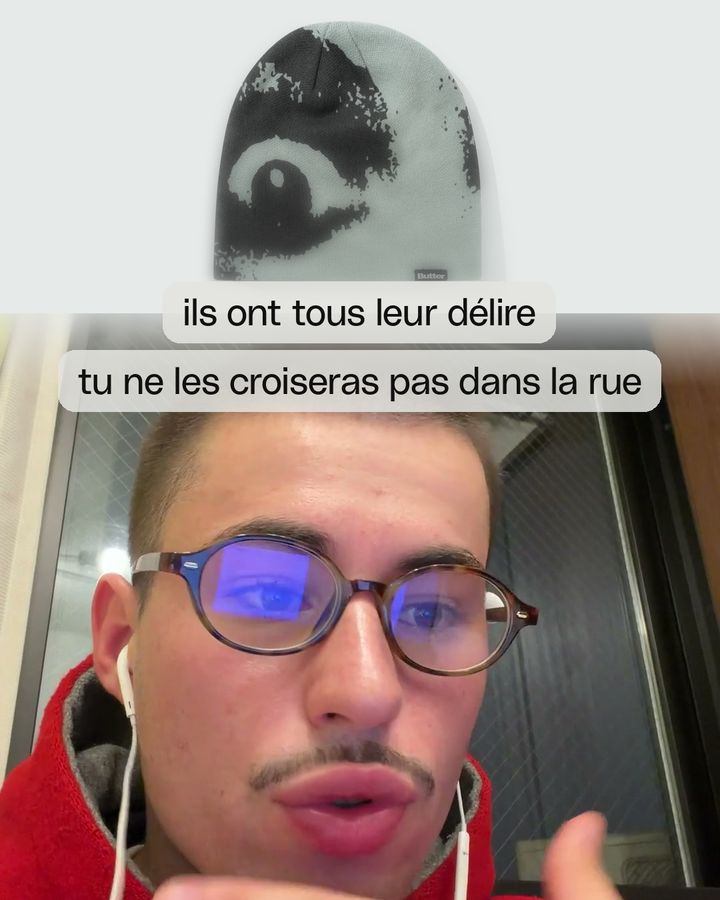 Butter
ils ont tous leur délire
tu ne les croiseras pas dans la rue